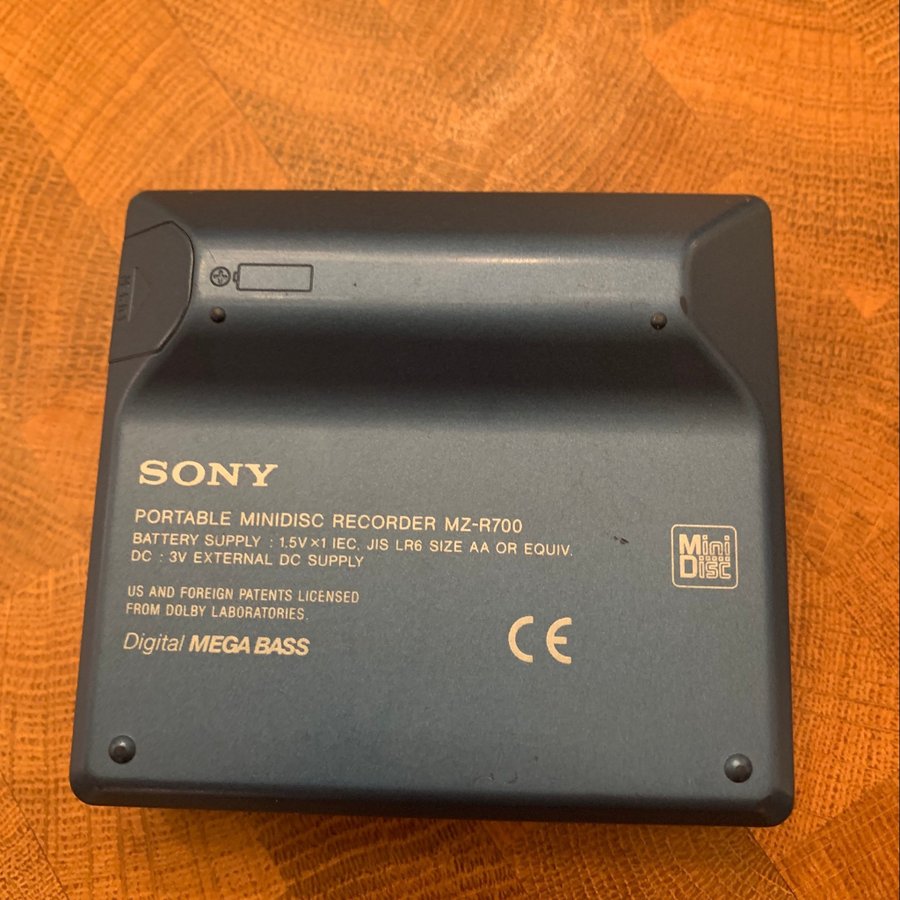 SONY
PORTABLE MINIDISC RECORDER MZ-R700
BATTERY SUPPLY : 1.5V×1 IEC, JIS LR6 SIZE AA OR EQUIV.
DC : 3V EXTERNAL DC SUPPLY
Mini
Disc
US AND FOREIGN PATENTS LICENSED
FROM DOLBY LABORATORIES.
Digital MEGA BASS
CE